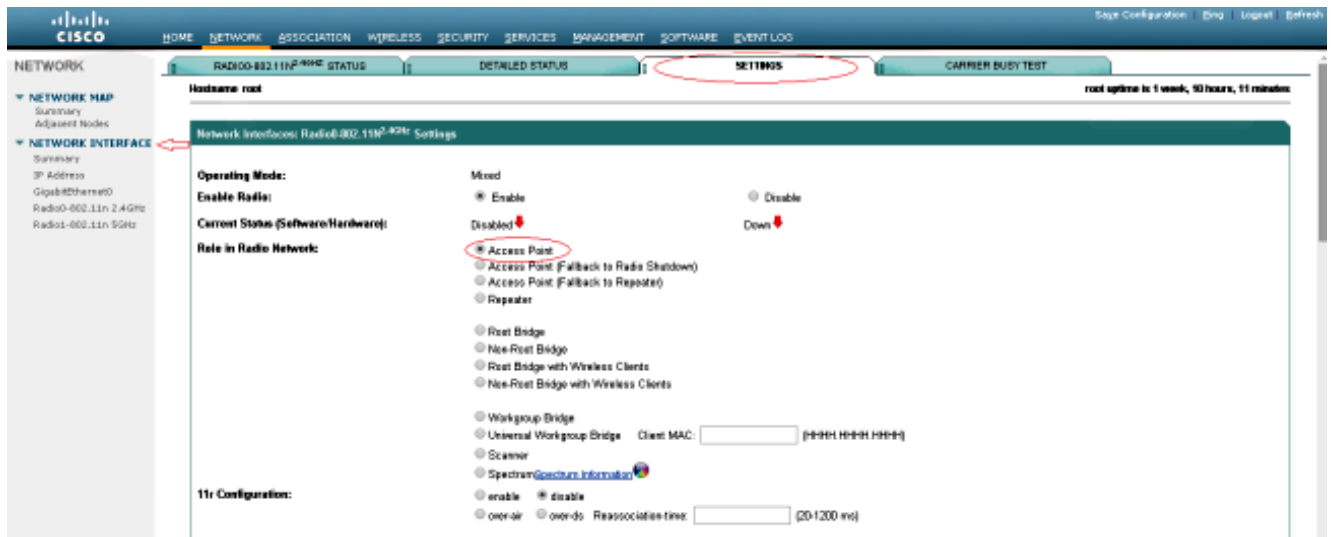 Save Configuration | Ping | Logout | Refresh
CISCO
HOME NETWORK ASSOCIATION WIRELESS SECURITY SERVICES MANAGEMENT SOFTWARE EVENT LOG
NETWORK
RADIO0-802.11N 2.4GHZ STATUS
DETAILED STATUS
SETTINGS
CARRIER BUSY TEST
NETWORK MAP
Summary
Adjacent Nodes
NETWORK INTERFACE
Summary
IP Address
GigabitEthernet0
Radio0-802.11n 2.4GHz
Radio1-802.11n 5GHz
Hostname root
root uptime is 1 week, 10 hours, 11 minutes
Network Interfaces: Radio0-802.11N 2.4GHz Settings
Operating Mode: Mixed
Enable Radio: Enable Disable
Current Status (Software/Hardware): Disabled Down
Role in Radio Network: Access Point
Access Point (Fallback to Radio Shutdown)
Access Point (Fallback to Repeater)
Repeater
Root Bridge
Non-Root Bridge
Root Bridge with Wireless Clients
Non-Root Bridge with Wireless Clients
Workgroup Bridge
Universal Workgroup Bridge Client MAC: (HHHH.HHHH.HHHH)
Scanner
Spectrum Spectrum Information
11r Configuration: enable disable
over-air over-ds Reassociation-time: (20-1200 ms)